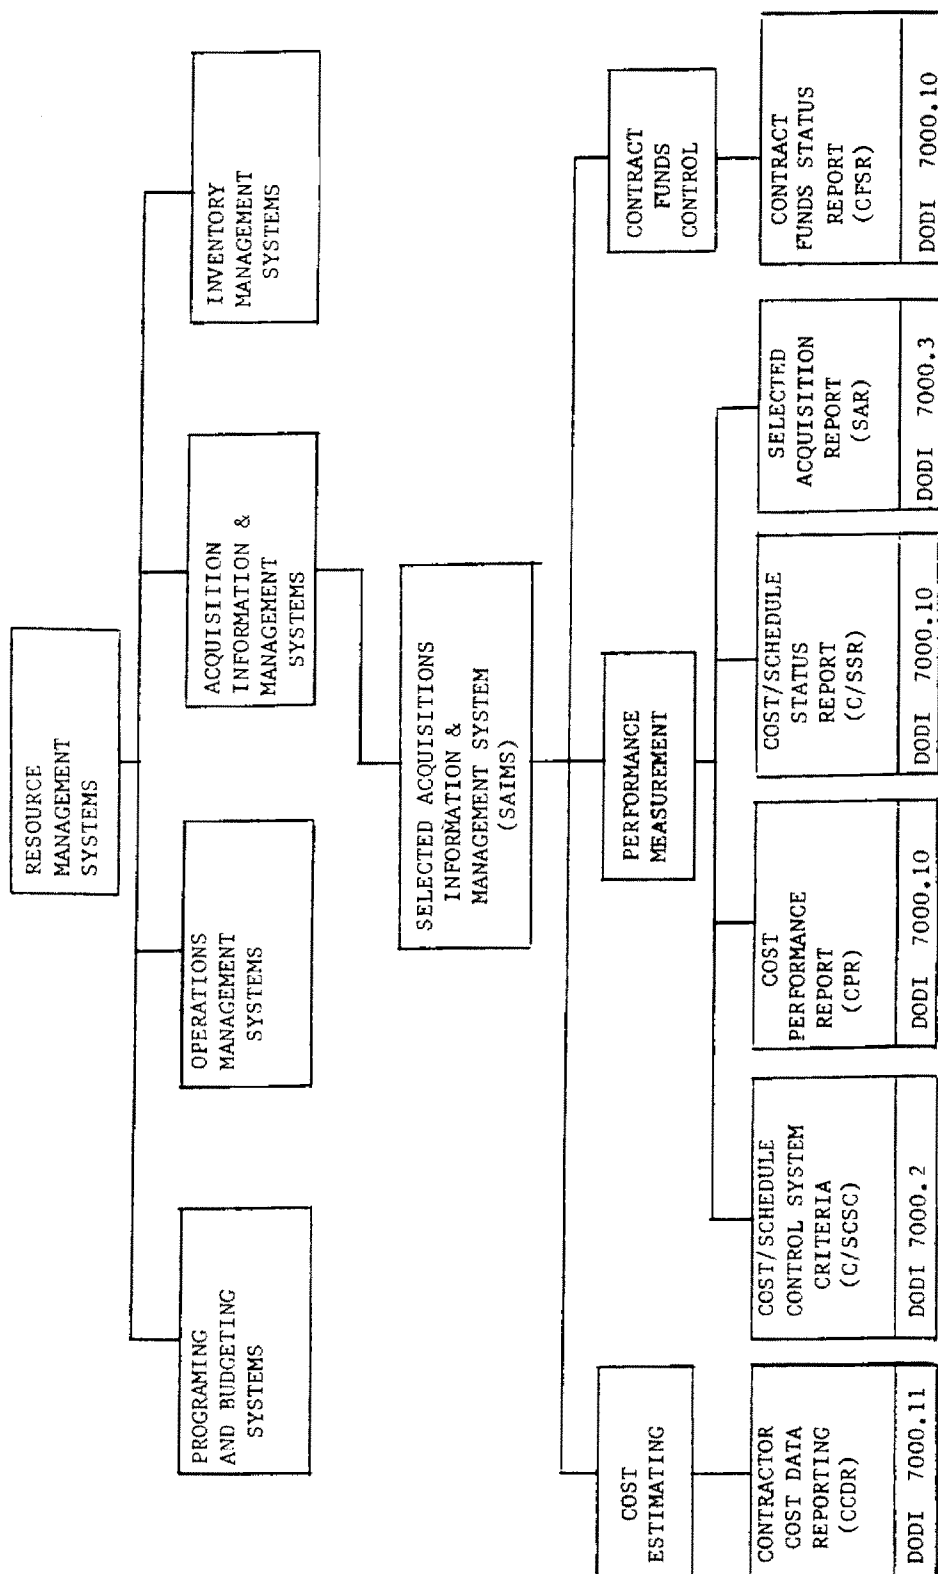 RESOURCE
MANAGEMENT
SYSTEMS
PROGRAMING
AND BUDGETING
SYSTEMS
OPERATIONS
MANAGEMENT
SYSTEMS
ACQUISITION
INFORMATION &
MANAGEMENT
SYSTEMS
INVENTORY
MANAGEMENT
SYSTEMS
SELECTED ACQUISITIONS
INFORMATION &
MANAGEMENT SYSTEM
(SAIMS)
COST
ESTIMATING
PERFORMANCE
MEASUREMENT
CONTRACT
FUNDS
CONTROL
CONTRACTOR
COST DATA
REPORTING
(CCDR)
DODI 7000.11
COST/SCHEDULE
CONTROL SYSTEM
CRITERIA
(C/SCSC)
DODI 7000.2
COST
PERFORMANCE
REPORT
(CPR)
DODI 7000.10
COST/SCHEDULE
STATUS
REPORT
(C/SSR)
DODI 7000.10
SELECTED
ACQUISITION
REPORT
(SAR)
DODI 7000.3
CONTRACT
FUNDS STATUS
REPORT
(CFSR)
DODI 7000.10